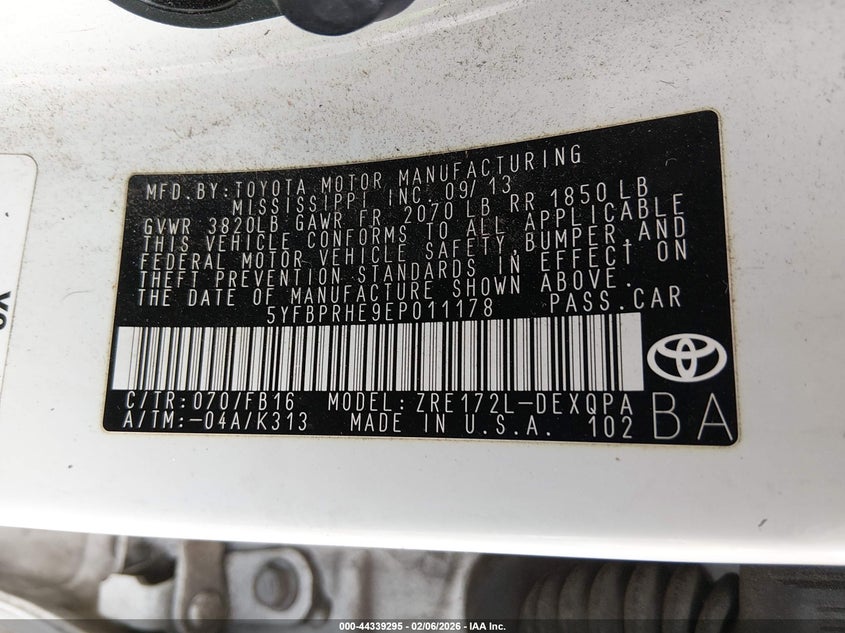 MFD.BY:TOYOTA MOTOR MANUFACTURING
MISSISSIPPI INC. 09/13
GVWR 3820LB GAWR FR 2070 LB RR 1850 LB
THIS VEHICLE CONFORMS TO ALL APPLICABLE
FEDERAL MOTOR VEHICLE SAFETY,BUMPER,AND
THEFT PREVENTION STANDARDS IN EFFECT ON
THE DATE OF MANUFACTURE SHOWN ABOVE.
5YFBPRHE9EP011178 PASS.CAR
C/TR:070/FB16 MODEL:ZRE172L-DEXQPA
A/TM:-04A/K313 MADE IN U.S.A. 102
BA
000-44339295 - 02/06/2026 - IAA Inc.